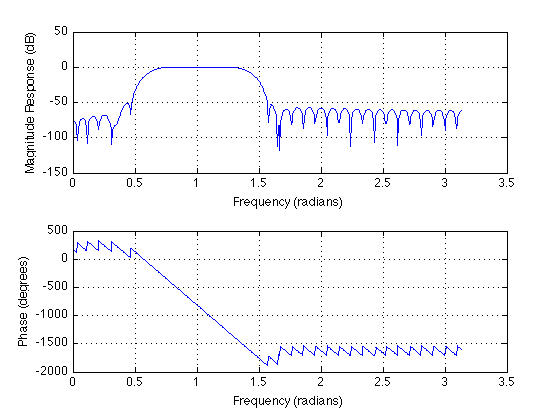 50
0
-50
-100
-150
Magnitude Response (dB)
0 0.5 1 1.5 2 2.5 3 3.5
Frequency (radians)
500
0
-500
-1000
-1500
-2000
Phase (degrees)
0 0.5 1 1.5 2 2.5 3 3.5
Frequency (radians)